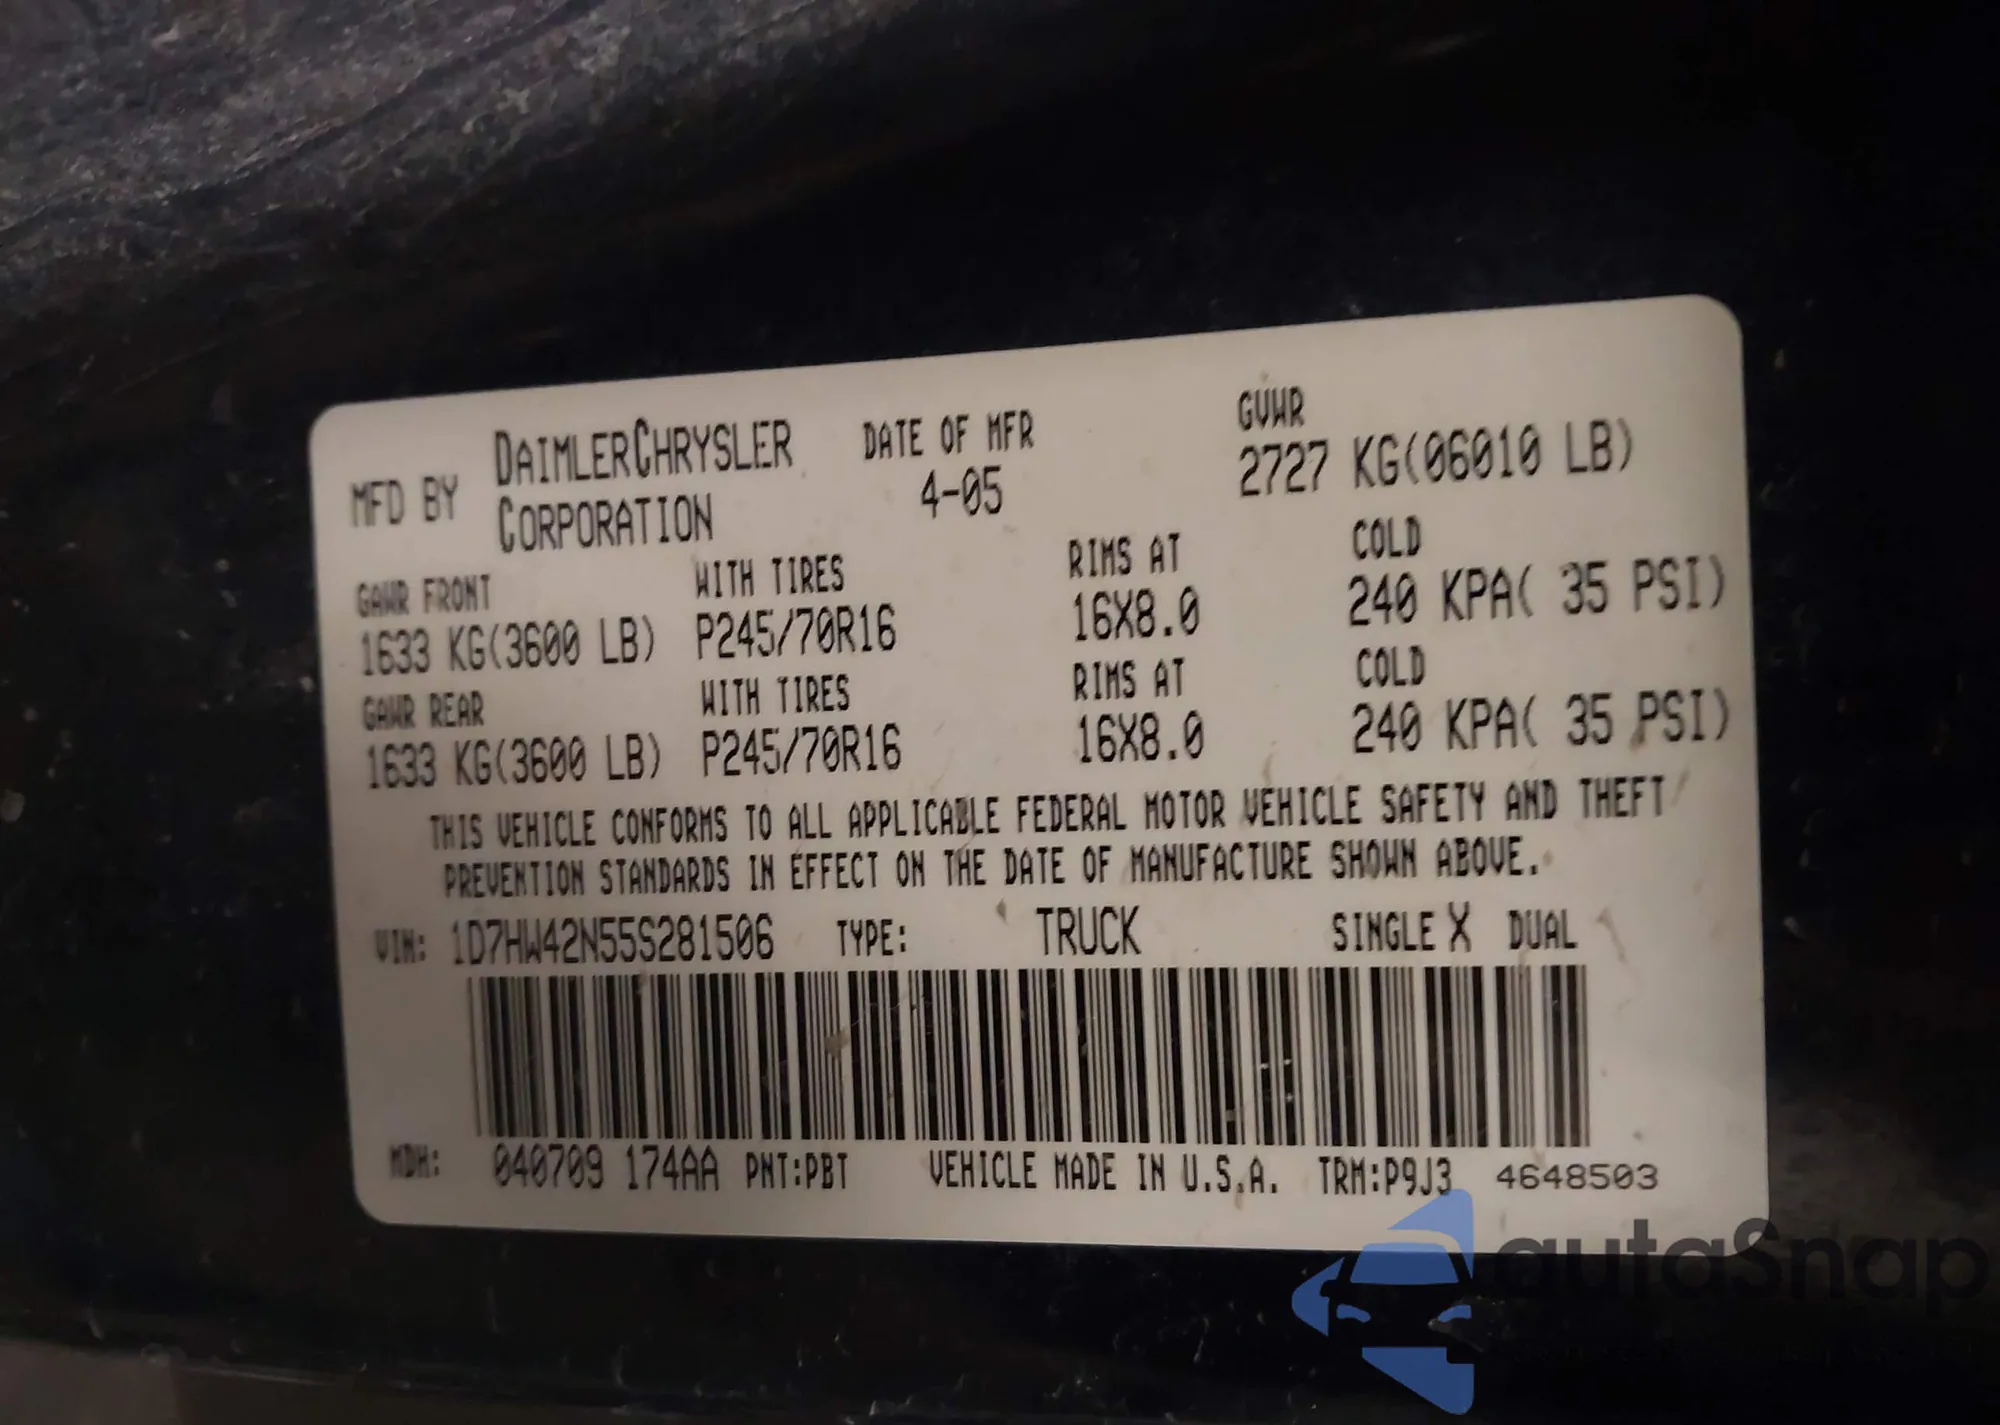 MFD BY DAIMLERCHRYSLER CORPORATION
DATE OF MFR
4-05
GVWR
2727 KG(06010 LB)
GAWR FRONT WITH TIRES RIMS AT COLD
1633 KG(3600 LB) P245/70R16 16X8.0 240 KPA( 35 PSI)
GAWR REAR WITH TIRES RIMS AT COLD
1633 KG(3600 LB) P245/70R16 16X8.0 240 KPA( 35 PSI)
THIS VEHICLE CONFORMS TO ALL APPLICABLE FEDERAL MOTOR VEHICLE SAFETY AND THEFT
PREVENTION STANDARDS IN EFFECT ON THE DATE OF MANUFACTURE SHOWN ABOVE.
VIN: 1D7HW42N55S281506 TYPE: TRUCK SINGLE X DUAL
MDH: 040709 174AA PNT:PBT VEHICLE MADE IN U.S.A. TRM:P9J3 4648503
autaSnap